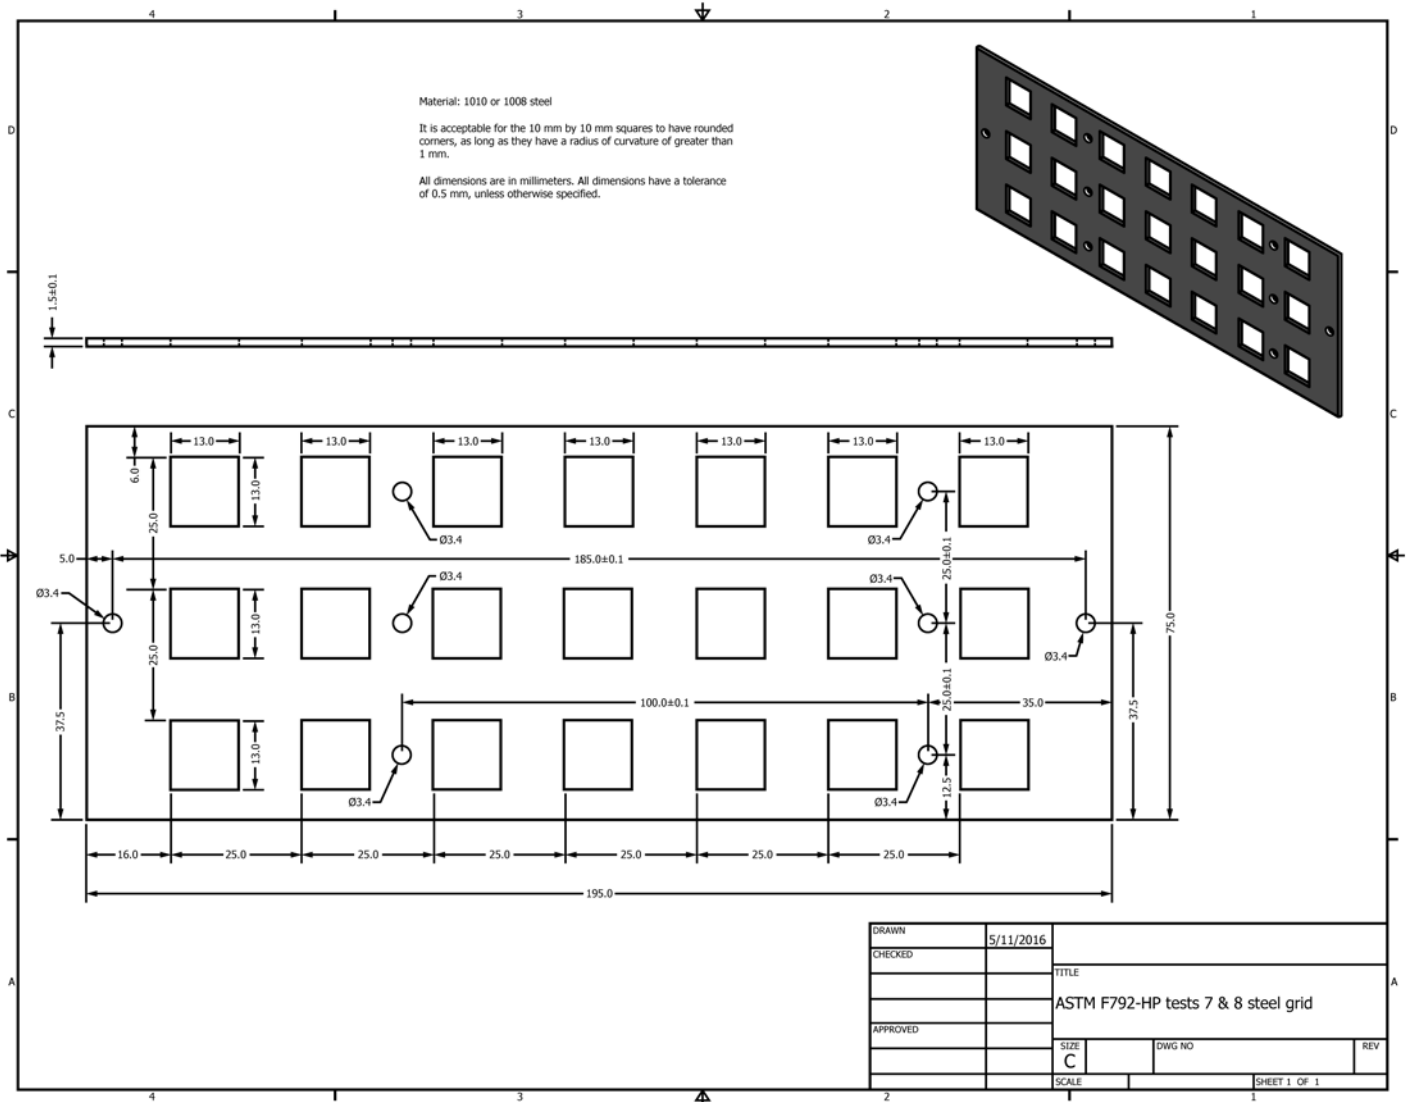 4 3 2 1
Material: 1010 or 1008 steel
It is acceptable for the 10 mm by 10 mm squares to have rounded
corners, as long as they have a radius of curvature of greater than
1 mm.
All dimensions are in millimeters. All dimensions have a tolerance
of 0.5 mm, unless otherwise specified.
D D
1.5±0.1
C C
13.0 13.0 13.0 13.0 13.0 13.0 13.0
6.0
13.0
25.0
Ø3.4 Ø3.4
5.0 185.0±0.1 25.0±0.1
Ø3.4 Ø3.4
Ø3.4
13.0
75.0
25.0
Ø3.4
B B
100.0±0.1 25.0±0.1 35.0
37.5 37.5
13.0
12.5
Ø3.4 Ø3.4
16.0 25.0 25.0 25.0 25.0 25.0 25.0
195.0
A A
DRAWN
5/11/2016
CHECKED
TITLE
ASTM F792-HP tests 7 & 8 steel grid
APPROVED
SIZE
C
DWG NO
REV
SCALE
SHEET 1 OF 1
4 3 2 1